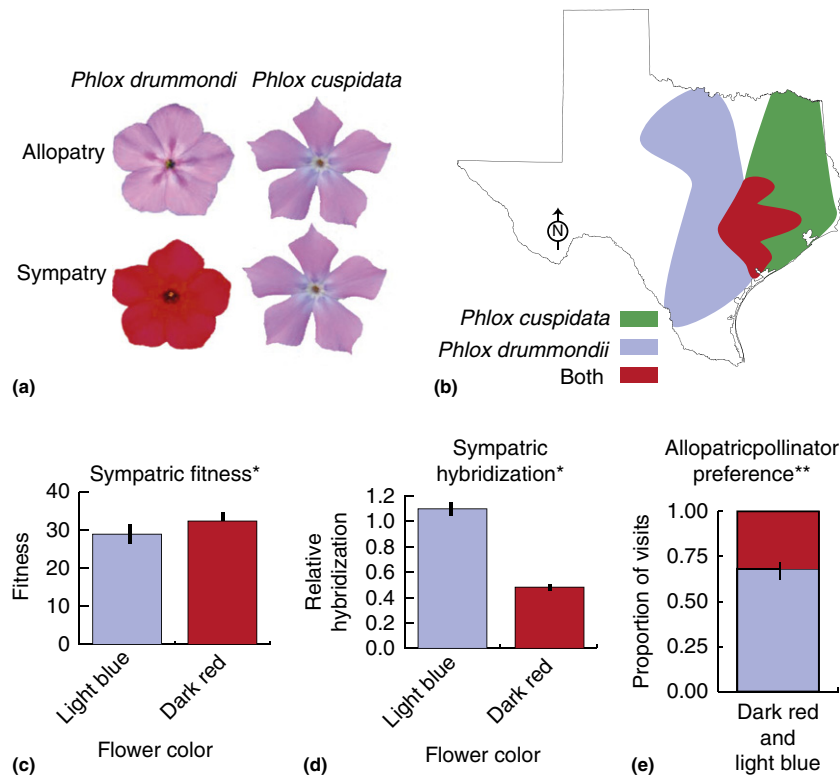 Phlox drummondi Phlox cuspidata
Allopatry
Sympatry
(a)
N
Phlox cuspidata
Phlox drummondii
Both
(b)
Sympatric fitness*
40
30
20
10
0
Fitness
Light blue
Dark red
Flower color
(c)
Sympatric
hybridization*
1.2
1.0
0.8
0.6
0.4
0.2
0.0
Relative
hybridization
Light blue
Dark red
Flower color
(d)
Allopatricpollinator
preference**
1.00
0.75
0.50
0.25
0.00
Proportion of visits
Dark red
and
light blue
(e)